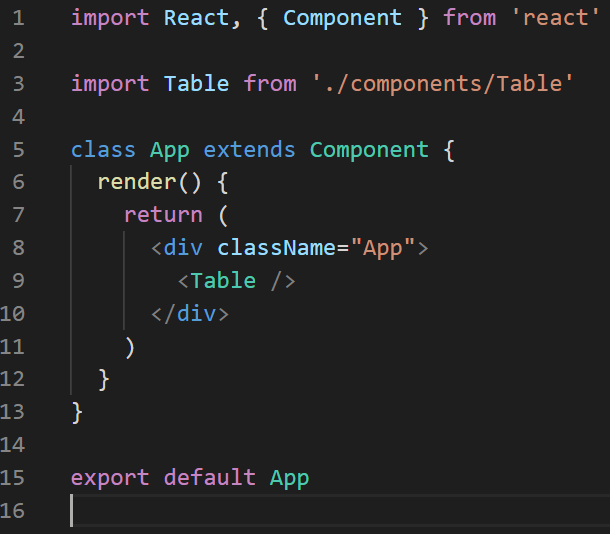 1 import React, { Component } from 'react'
2
3 import Table from './components/Table'
4
5 class App extends Component {
6   render() {
7     return (
8       <div className="App">
9         <Table />
10       </div>
11     )
12   }
13 }
14
15 export default App
16